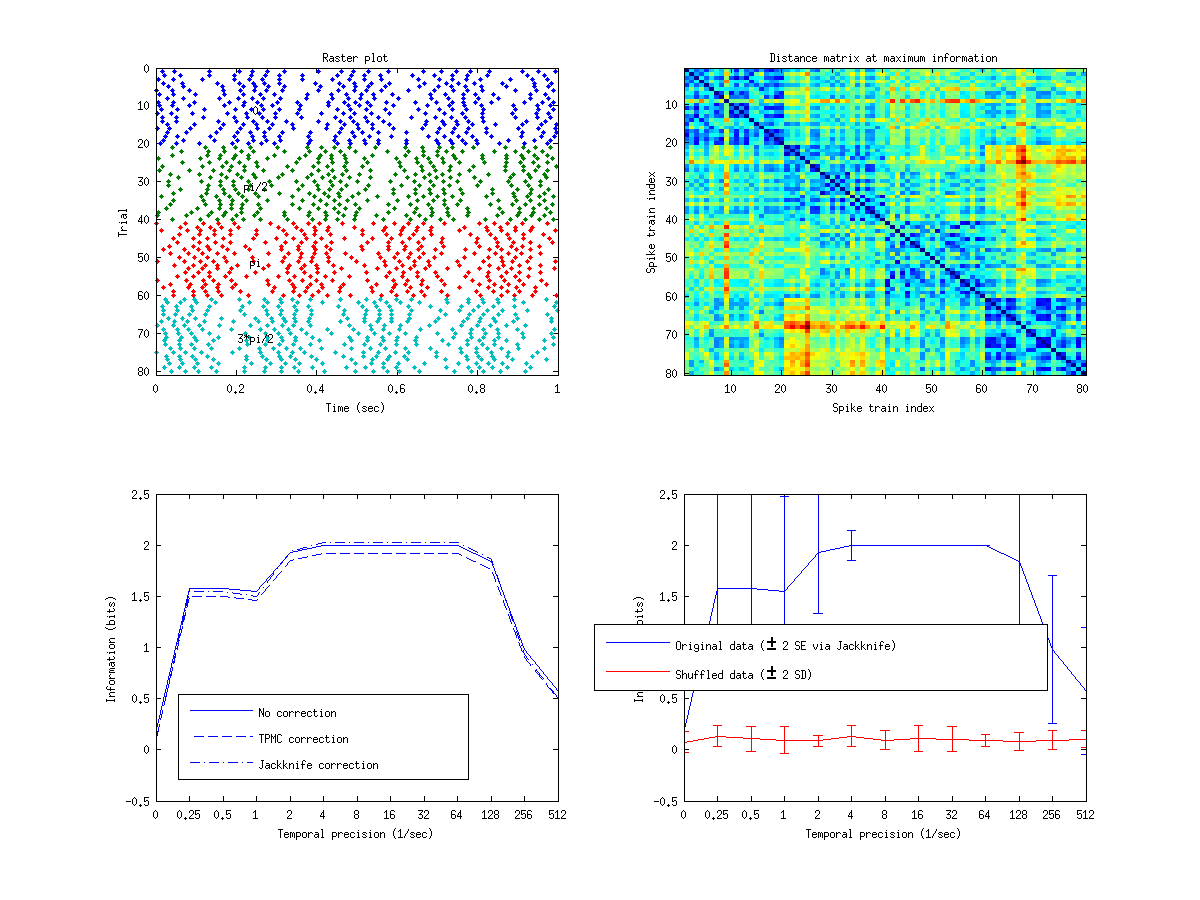 Raster plot
0
10
20
30
40
50
60
70
80
Trial
0
pi/2
pi
3*pi/2
0 0.2 0.4 0.6 0.8 1
Time (sec)
Distance matrix at maximum information
10
20
30
40
50
60
70
80
Spike train index
10 20 30 40 50 60 70 80
Spike train index
2.5
2
1.5
1
0.5
0
-0.5
Information (bits)
No correction
TPMC correction
Jackknife correction
0 0.25 0.5 1 2 4 8 16 32 64 128 256 512
Temporal precision (1/sec)
2.5
2
1.5
0.5
0
-0.5
In bits)
Original data (± 2 SE via Jackknife)
Shuffled data (± 2 SD)
0 0.25 0.5 1 2 4 8 16 32 64 128 256 512
Temporal precision (1/sec)